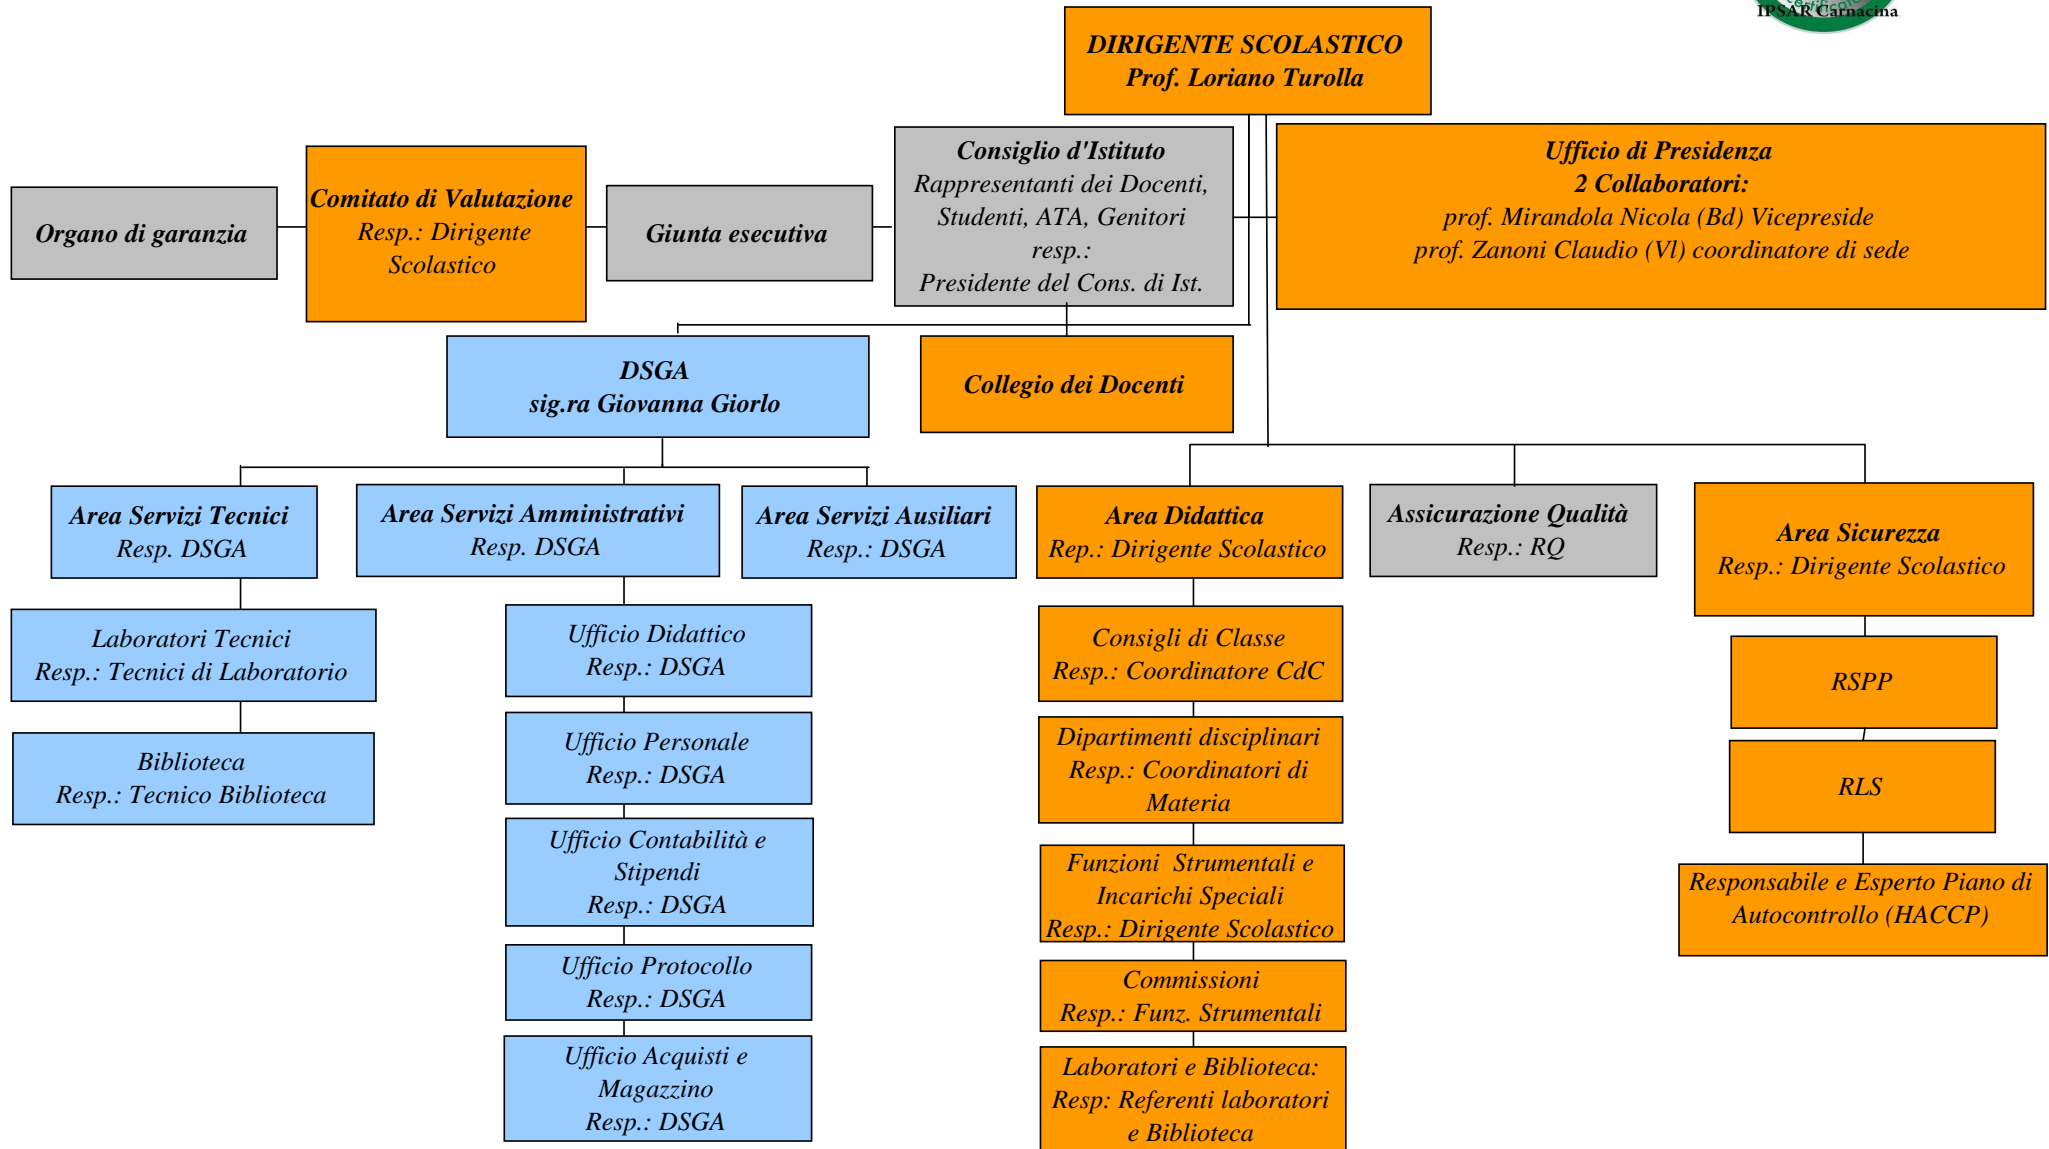 IPSAR Carnacina
DIRIGENTE SCOLASTICO
Prof. Loriano Turolla
Organo di garanzia
Comitato di Valutazione
Resp.: Dirigente
Scolastico
Giunta esecutiva
Consiglio d'Istituto
Rappresentanti dei Docenti,
Studenti, ATA, Genitori
resp.:
Presidente del Cons. di Ist.
Ufficio di Presidenza
2 Collaboratori:
prof. Mirandola Nicola (Bd) Vicepreside
prof. Zanoni Claudio (Vl) coordinatore di sede
DSGA
sig.ra Giovanna Giorlo
Collegio dei Docenti
Area Servizi Tecnici
Resp. DSGA
Area Servizi Amministrativi
Resp. DSGA
Area Servizi Ausiliari
Resp.: DSGA
Area Didattica
Rep.: Dirigente Scolastico
Assicurazione Qualità
Resp.: RQ
Area Sicurezza
Resp.: Dirigente Scolastico
Laboratori Tecnici
Resp.: Tecnici di Laboratorio
Biblioteca
Resp.: Tecnico Biblioteca
Ufficio Didattico
Resp.: DSGA
Ufficio Personale
Resp.: DSGA
Ufficio Contabilità e
Stipendi
Resp.: DSGA
Ufficio Protocollo
Resp.: DSGA
Ufficio Acquisti e
Magazzino
Resp.: DSGA
Consigli di Classe
Resp.: Coordinatore CdC
Dipartimenti disciplinari
Resp.: Coordinatori di
Materia
Funzioni  Strumentali e
Incarichi Speciali
Resp.: Dirigente Scolastico
Commissioni
Resp.: Funz. Strumentali
Laboratori e Biblioteca:
Resp: Referenti laboratori
e Biblioteca
RSPP
RLS
Responsabile e Esperto Piano di
Autocontrollo (HACCP)